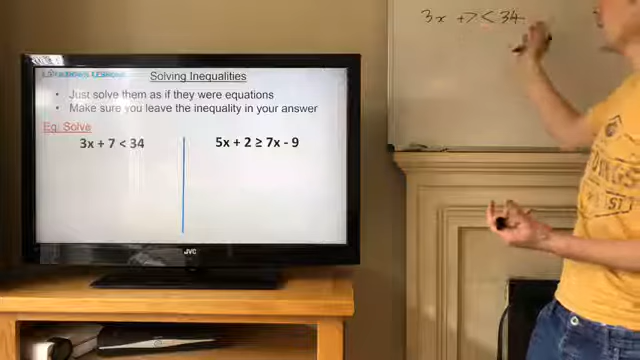 3x + 7 < 34
Solving Inequalities
• Just solve them as if they were equations
• Make sure you leave the inequality in your answer
Eg: Solve
3x + 7 < 34
5x + 2 ≥ 7x - 9
JVC